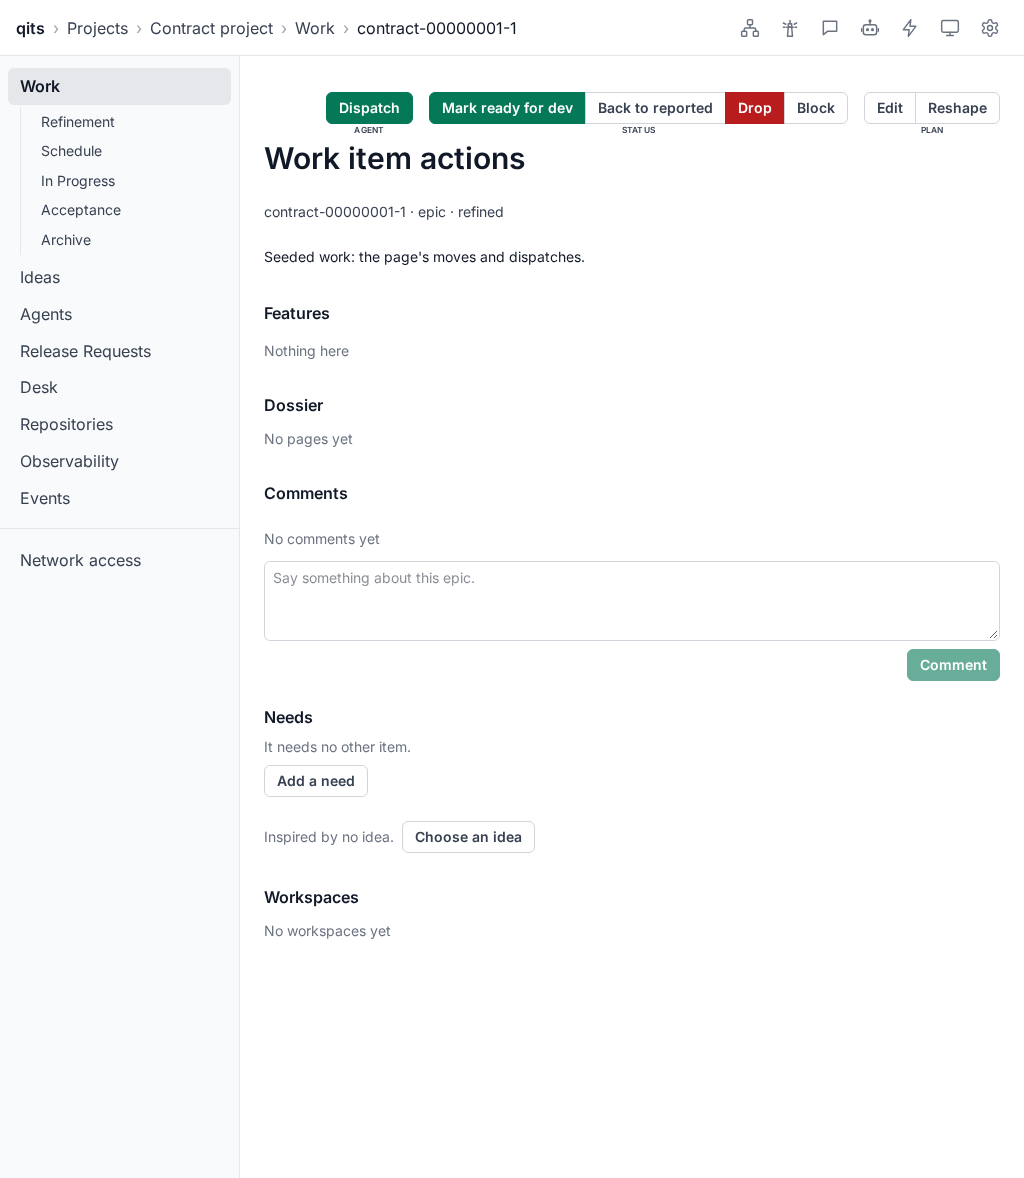 qits › Projects › Contract project › Work › contract-00000001-1
Work
Refinement
Schedule
In Progress
Acceptance
Archive
Ideas
Agents
Release Requests
Desk
Repositories
Observability
Events
Network access
Dispatch
AGENT
Mark ready for dev Back to reported Drop Block
STATUS
Edit Reshape
PLAN
Work item actions
contract-00000001-1 · epic · refined
Seeded work: the page's moves and dispatches.
Features
Nothing here
Dossier
No pages yet
Comments
No comments yet
Say something about this epic.
Comment
Needs
It needs no other item.
Add a need
Inspired by no idea. Choose an idea
Workspaces
No workspaces yet